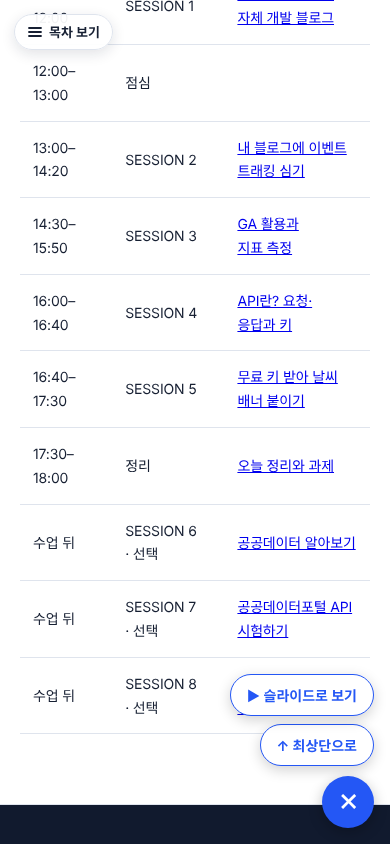 SESSION 1
자체 개발 블로그
목차 보기
12:00–
13:00
점심
13:00–
14:20
SESSION 2
내 블로그에 이벤트
트래킹 심기
14:30–
15:50
SESSION 3
GA 활용과
지표 측정
16:00–
16:40
SESSION 4
API란? 요청·
응답과 키
16:40–
17:30
SESSION 5
무료 키 받아 날씨
배너 붙이기
17:30–
18:00
정리
오늘 정리와 과제
수업 뒤
SESSION 6
· 선택
공공데이터 알아보기
수업 뒤
SESSION 7
· 선택
공공데이터포털 API
시험하기
수업 뒤
SESSION 8
· 선택
▶ 슬라이드로 보기
↑ 최상단으로